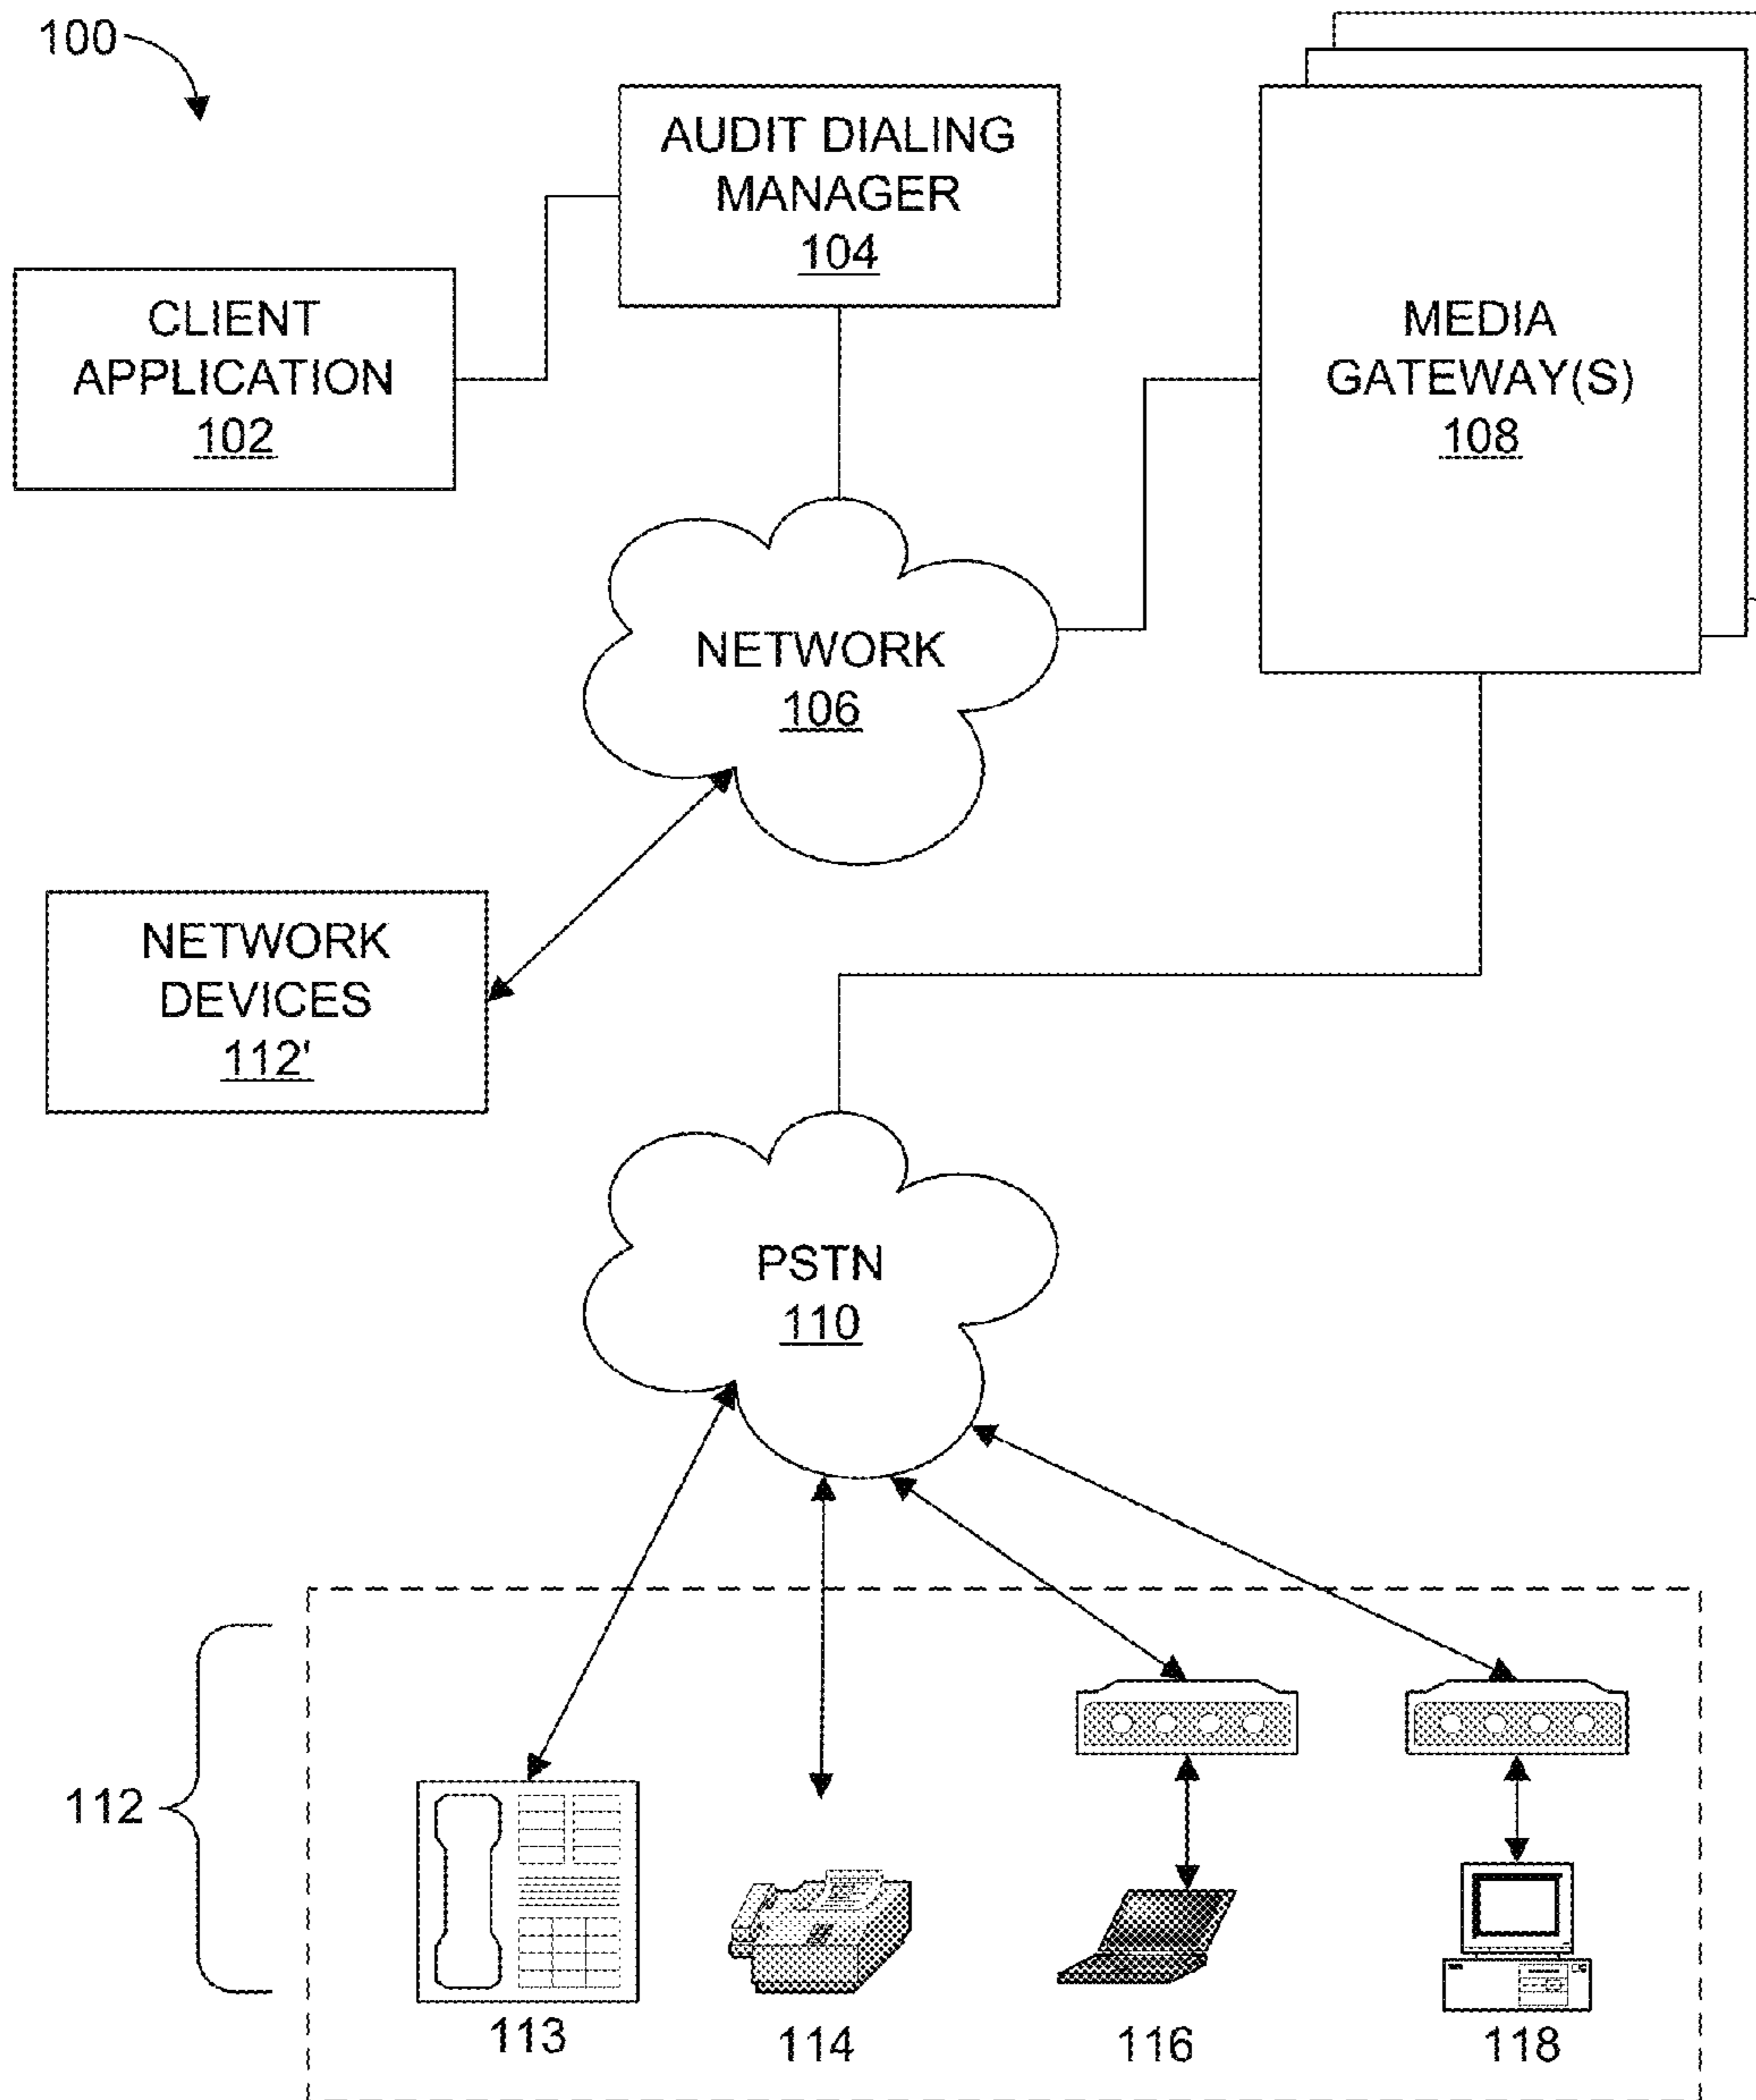 100
AUDIT DIALING
MANAGER
104
CLIENT
APPLICATION
102
MEDIA
GATEWAY(S)
108
NETWORK
106
NETWORK
DEVICES
112'
PSTN
110
112
113
114
116
118